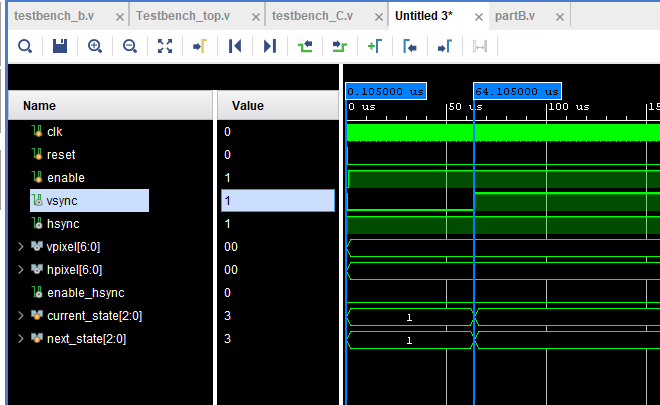 testbench_b.v × Testbench_top.v × testbench_C.v × Untitled 3* × partB.v ×
0.105000 us 64.105000 us
Name Value 0 us 50 us 100 us 15
clk 0
reset 0
enable 1
vsync 1
hsync 1
vpixel[6:0] 00
hpixel[6:0] 00
enable_hsync 0
current_state[2:0] 3 1
next_state[2:0] 3 1